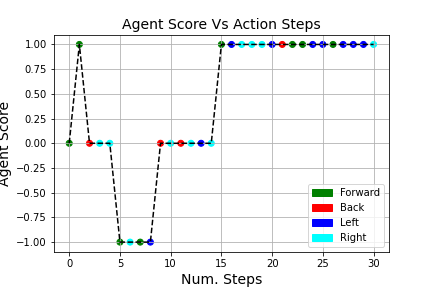 Agent Score Vs Action Steps
Agent Score
1.00
0.75
0.50
0.25
0.00
−0.25
−0.50
−0.75
−1.00
Forward
Back
Left
Right
0 5 10 15 20 25 30
Num. Steps